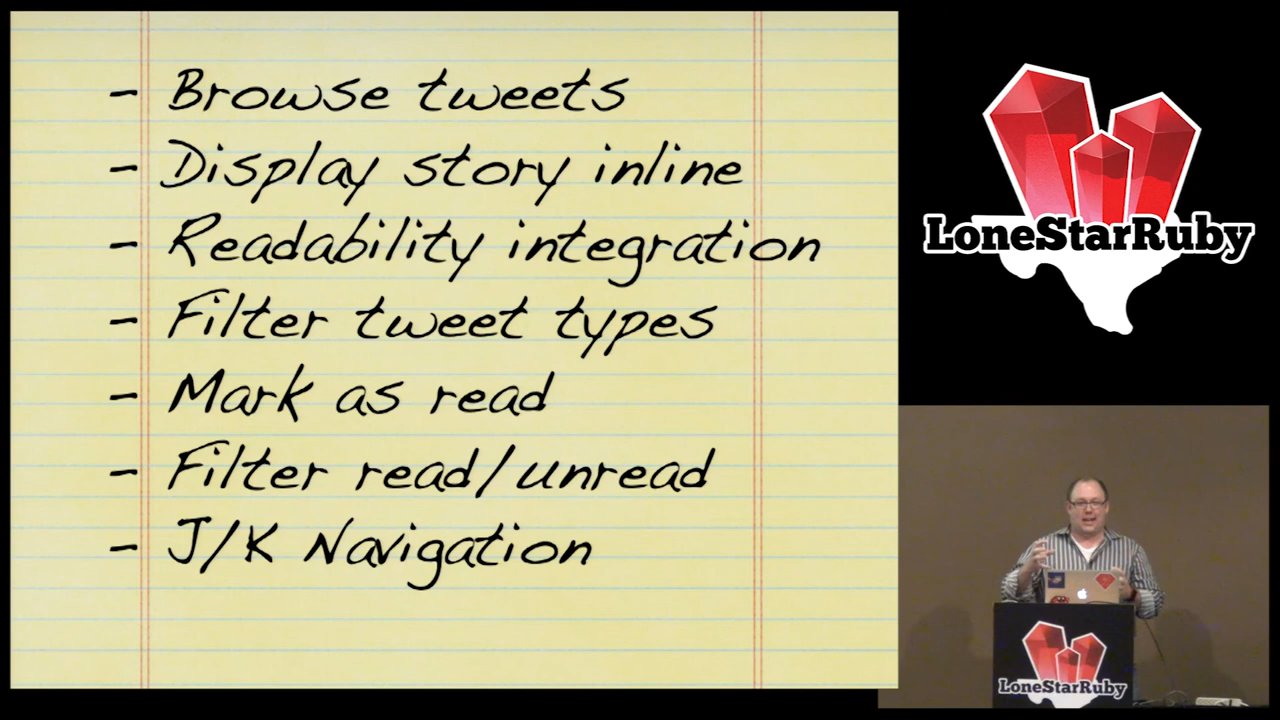 - Browse tweets
- Display story inline
- Readability integration
- Filter tweet types
- Mark as read
- Filter read/unread
- J/K Navigation
LoneStarRuby
LoneStarRuby